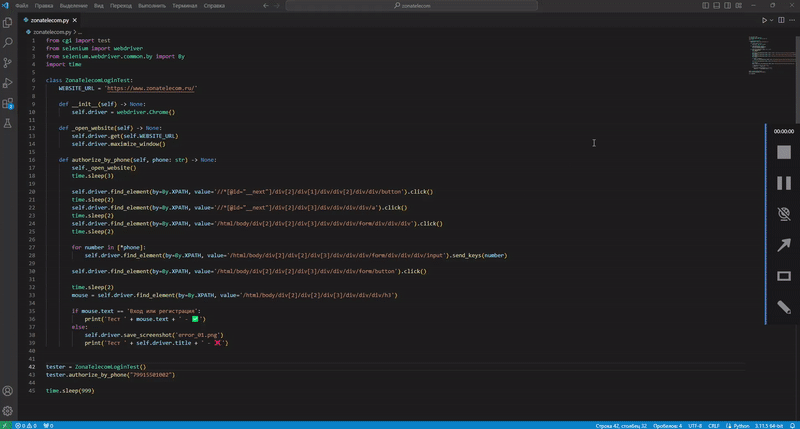 Файл Правка Выделение Вид Переход Выполнить Терминал Справка
zonatelecom
zonatelecom.py
zonatelecom.py > ...
1 from cgi import test
2 from selenium import webdriver
3 from selenium.webdriver.common.by import By
4 import time
5
6 class ZonaTelecomLoginTest:
7 WEBSITE_URL = 'https://www.zonatelecom.ru/'
8
9 def __init__(self) -> None:
10 self.driver = webdriver.Chrome()
11
12 def _open_website(self) -> None:
13 self.driver.get(self.WEBSITE_URL)
14 self.driver.maximize_window()
15
16 def authorize_by_phone(self, phone: str) -> None:
17 self._open_website()
18 time.sleep(3)
19
20 self.driver.find_element(by=By.XPATH, value='//*[@id="__next"]/div[2]/div[1]/div/div[2]/div/div/button').click()
21 time.sleep(2)
22 self.driver.find_element(by=By.XPATH, value='//*[@id="__next"]/div[2]/div[3]/div/div/div/div/a').click()
23 time.sleep(2)
24 self.driver.find_element(by=By.XPATH, value='/html/body/div[2]/div[2]/div[3]/div/div/div/form/div/div/div').click()
25 time.sleep(2)
26
27 for number in [*phone]:
28 self.driver.find_element(by=By.XPATH, value='/html/body/div[2]/div[2]/div[3]/div/div/div/form/div/div/div/input').send_keys(number)
29
30 self.driver.find_element(by=By.XPATH, value='/html/body/div[2]/div[2]/div[3]/div/div/div/form/button').click()
31
32 time.sleep(2)
33 mouse = self.driver.find_element(by=By.XPATH, value='/html/body/div[2]/div[2]/div[3]/div/div/div/h3')
34
35 if mouse.text == 'Вход или регистрация':
36 print('Тест ' + mouse.text + ' - ✅')
37 else:
38 self.driver.save_screenshot('error_01.png')
39 print('Тест ' + self.driver.title + ' - ❌')
40
41
42 tester = ZonaTelecomLoginTest()
43 tester.authorize_by_phone("79915501002")
44
45 time.sleep(999)
00:00:00
0 0 0 Строка 42, столбец 32 Пробелов: 4 UTF-8 CRLF Python 3.11.5 64-bit